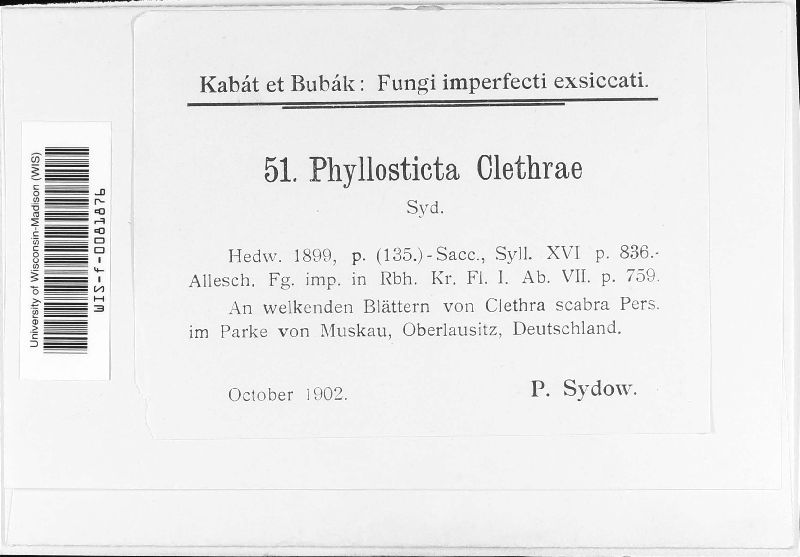 Kabát et Bubák: Fungi imperfecti exsiccati.
51. Phyllosticta Clethrae
Syd.
Hedw. 1899, p. (135.)-Sacc., Syll. XVI p. 836.-
Allesch. Fg. imp. in Rbh. Kr. Fl. I. Ab. VII. p. 759.
An welkenden Blättern von Clethra scabra Pers.
im Parke von Muskau, Oberlausitz, Deutschland.
October 1902.
P. Sydow.
University of Wisconsin-Madison (WIS)
WIS-f-0081876